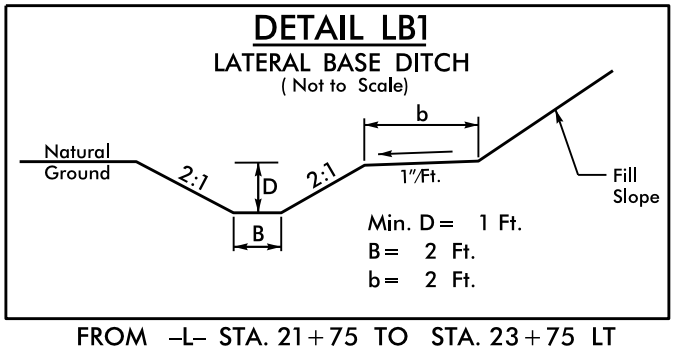 DETAIL LB1
LATERAL BASE DITCH
( Not to Scale)
b
Natural
Ground
2:1
D
2:1
1"/Ft.
Fill
Slope
B
Min. D = 1 Ft.
B = 2 Ft.
b = 2 Ft.
FROM -L- STA. 21+75 TO STA. 23+75 LT